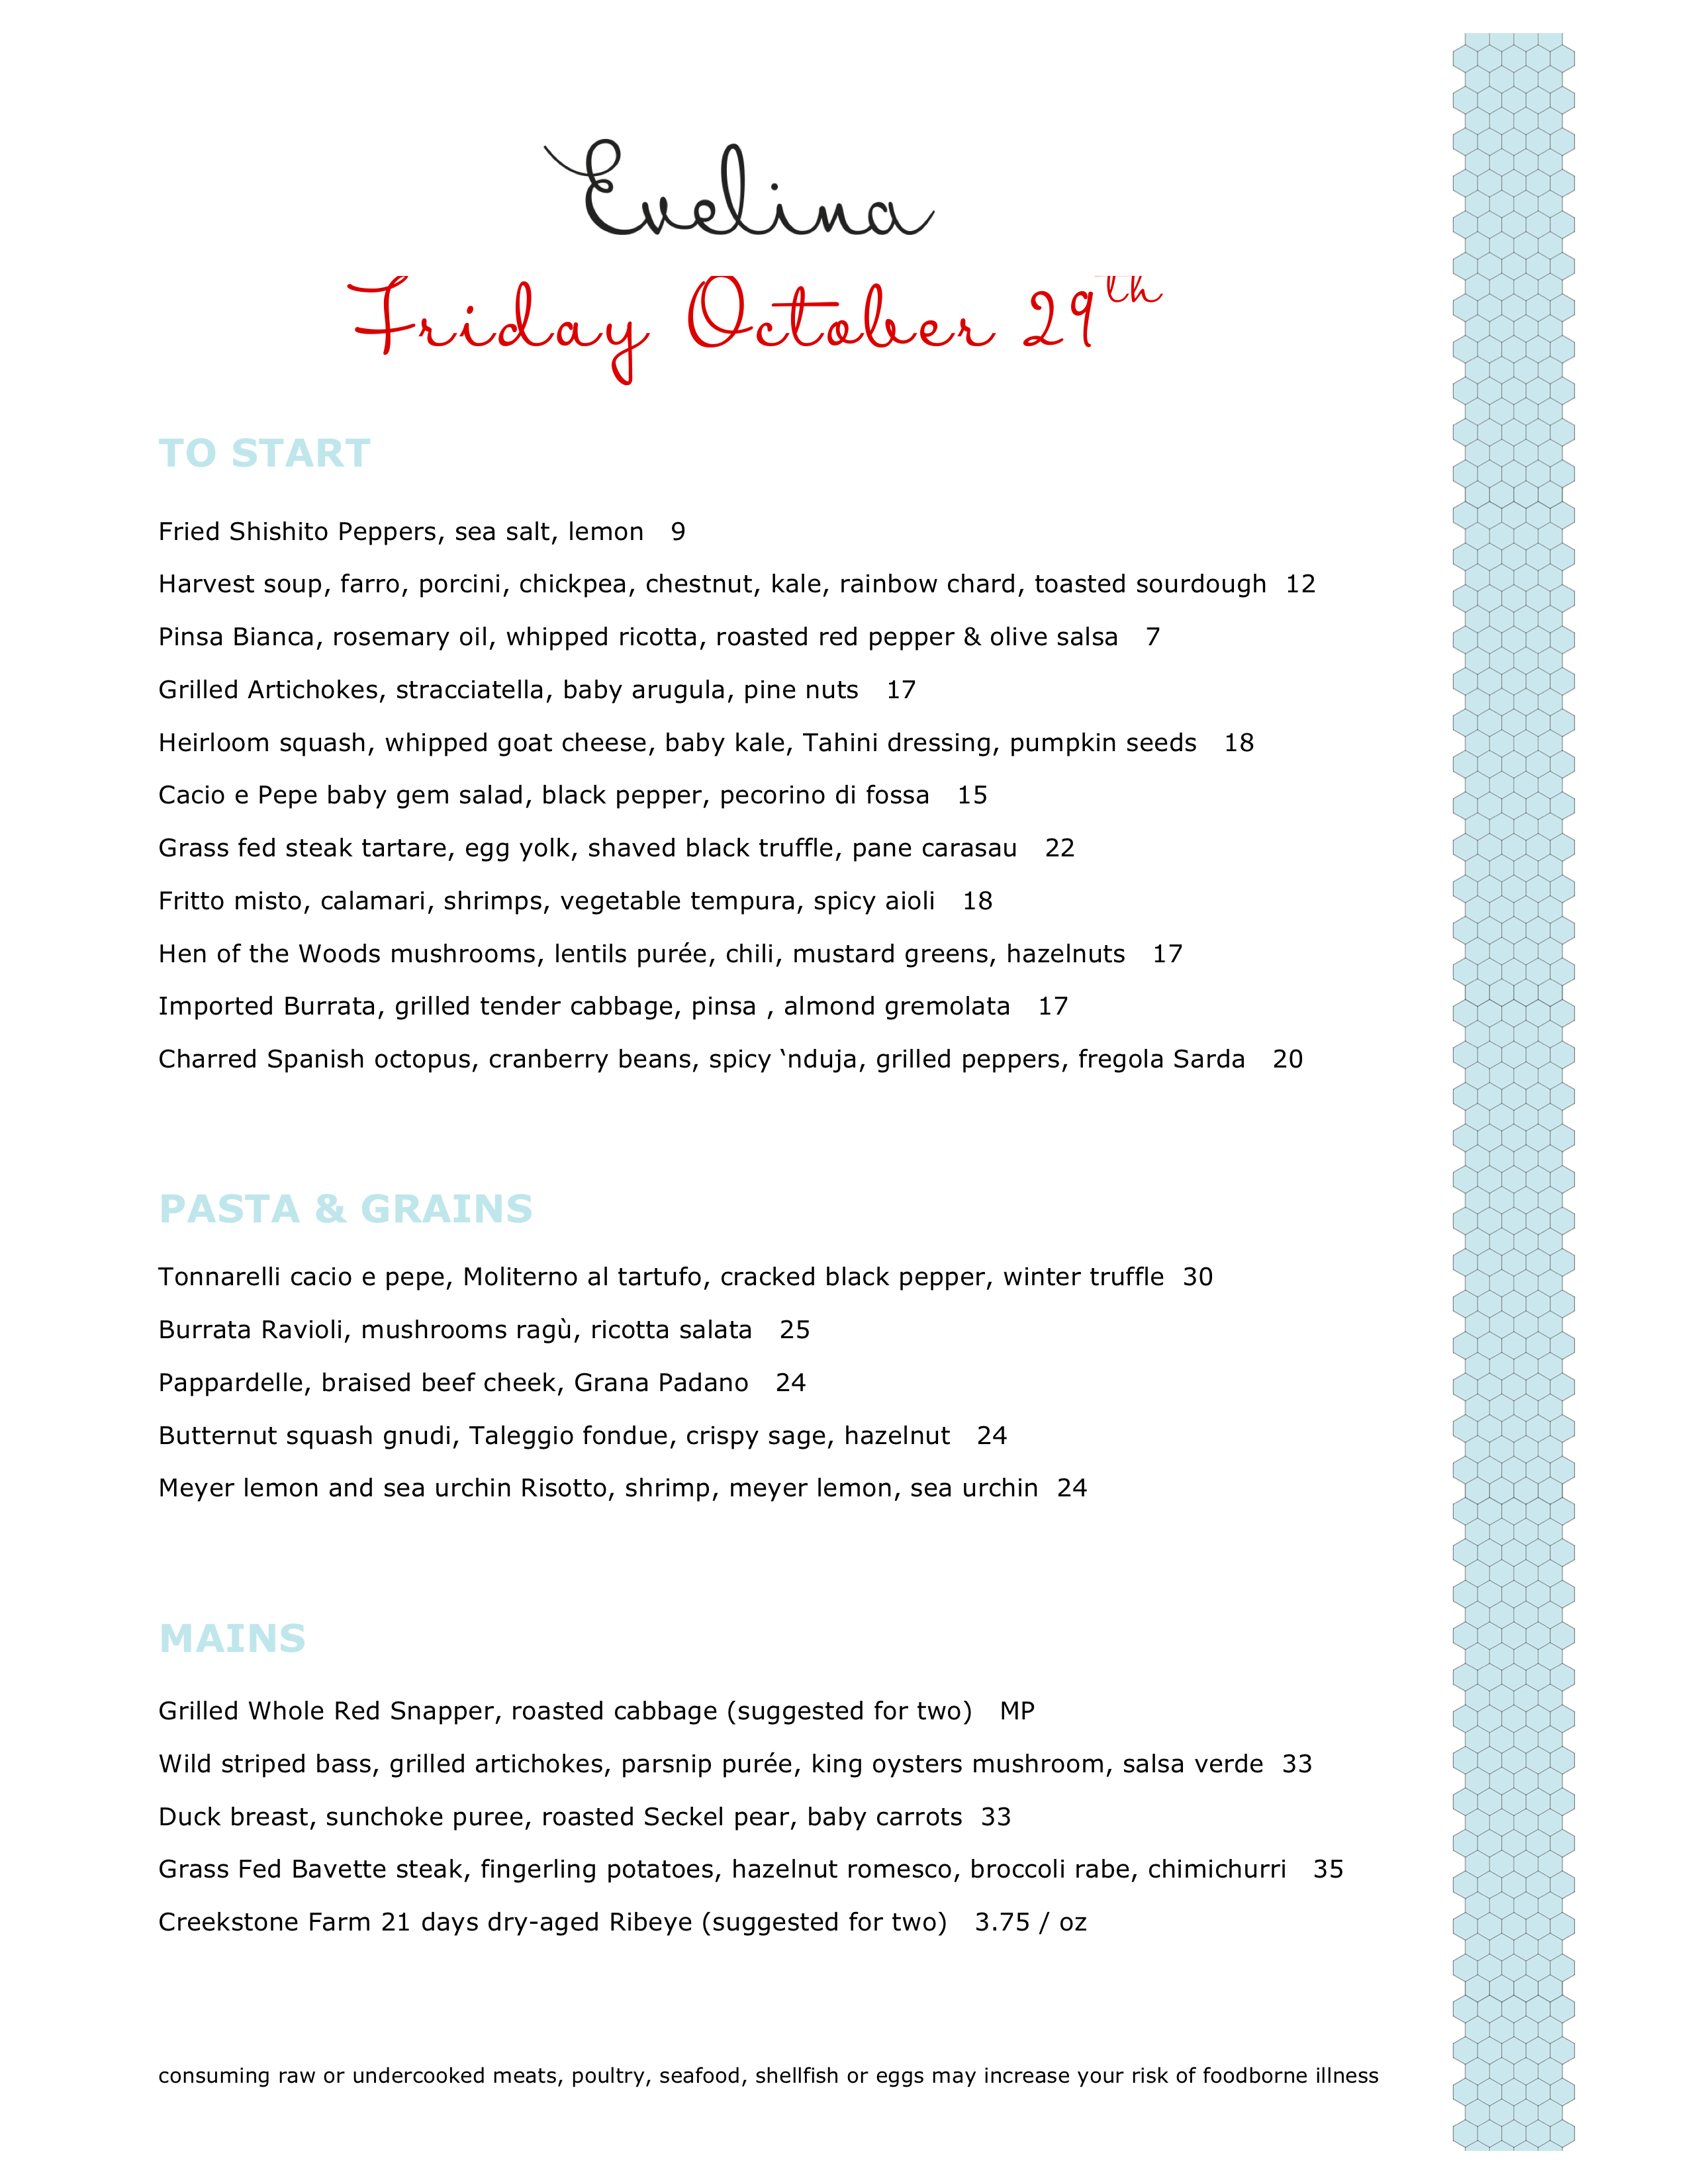 Evelina
Friday October 29th
TO START
Fried Shishito Peppers, sea salt, lemon 9
Harvest soup, farro, porcini, chickpea, chestnut, kale, rainbow chard, toasted sourdough 12
Pinsa Bianca, rosemary oil, whipped ricotta, roasted red pepper & olive salsa 7
Grilled Artichokes, stracciatella, baby arugula, pine nuts 17
Heirloom squash, whipped goat cheese, baby kale, Tahini dressing, pumpkin seeds 18
Cacio e Pepe baby gem salad, black pepper, pecorino di fossa 15
Grass fed steak tartare, egg yolk, shaved black truffle, pane carasau 22
Fritto misto, calamari, shrimps, vegetable tempura, spicy aioli 18
Hen of the Woods mushrooms, lentils purée, chili, mustard greens, hazelnuts 17
Imported Burrata, grilled tender cabbage, pinsa , almond gremolata 17
Charred Spanish octopus, cranberry beans, spicy ‘nduja, grilled peppers, fregola Sarda 20
PASTA & GRAINS
Tonnarelli cacio e pepe, Moliterno al tartufo, cracked black pepper, winter truffle 30
Burrata Ravioli, mushrooms ragù, ricotta salata 25
Pappardelle, braised beef cheek, Grana Padano 24
Butternut squash gnudi, Taleggio fondue, crispy sage, hazelnut 24
Meyer lemon and sea urchin Risotto, shrimp, meyer lemon, sea urchin 24
MAINS
Grilled Whole Red Snapper, roasted cabbage (suggested for two) MP
Wild striped bass, grilled artichokes, parsnip purée, king oysters mushroom, salsa verde 33
Duck breast, sunchoke puree, roasted Seckel pear, baby carrots 33
Grass Fed Bavette steak, fingerling potatoes, hazelnut romesco, broccoli rabe, chimichurri 35
Creekstone Farm 21 days dry-aged Ribeye (suggested for two) 3.75 / oz
consuming raw or undercooked meats, poultry, seafood, shellfish or eggs may increase your risk of foodborne illness